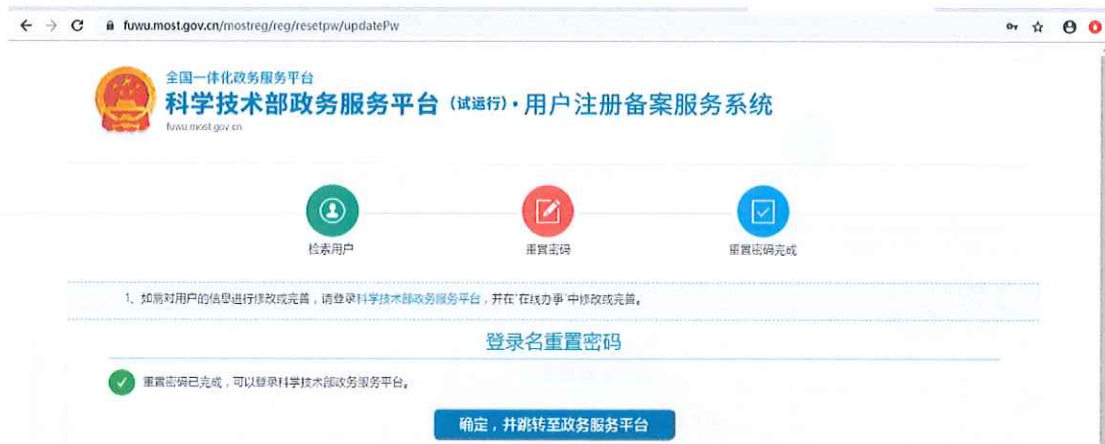 fuwu.most.gov.cn/mostreg/reg/resetpw/updatePw
全国一体化政务服务平台
科学技术部政务服务平台（试运行）·用户注册备案服务系统
fuwu.most.gov.cn
检索用户
重置密码
重置密码完成
1、如需对用户的信息进行修改或完善，请登录科学技术部政务服务平台，并在'在线办事'中修改或完善。
登录名重置密码
重置密码已完成，可以登录科学技术部政务服务平台。
确定，并跳转至政务服务平台